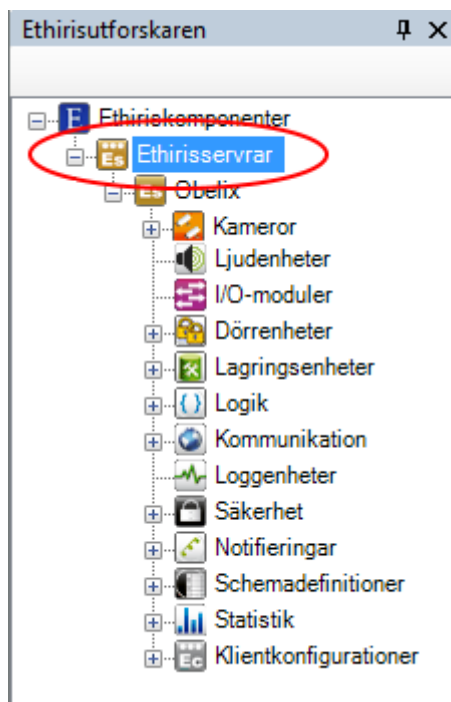 Ethirisutforskaren
E Ethiriskomponenter
Es Ethirisservrar
Es Obelix
Kameror
Ljudenheter
I/O-moduler
Dörrenheter
Lagringsenheter
{ } Logik
Kommunikation
Loggenheter
Säkerhet
Notifieringar
Schemadefinitioner
Statistik
Ec Klientkonfigurationer